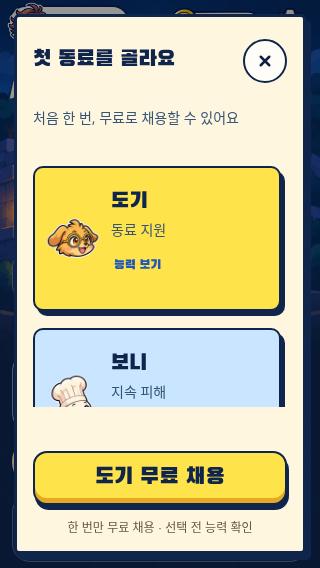 첫 동료를 골라요
처음 한 번, 무료로 채용할 수 있어요
도기
동료 지원
능력 보기
보니
지속 피해
도기 무료 채용
한 번만 무료 채용 · 선택 전 능력 확인